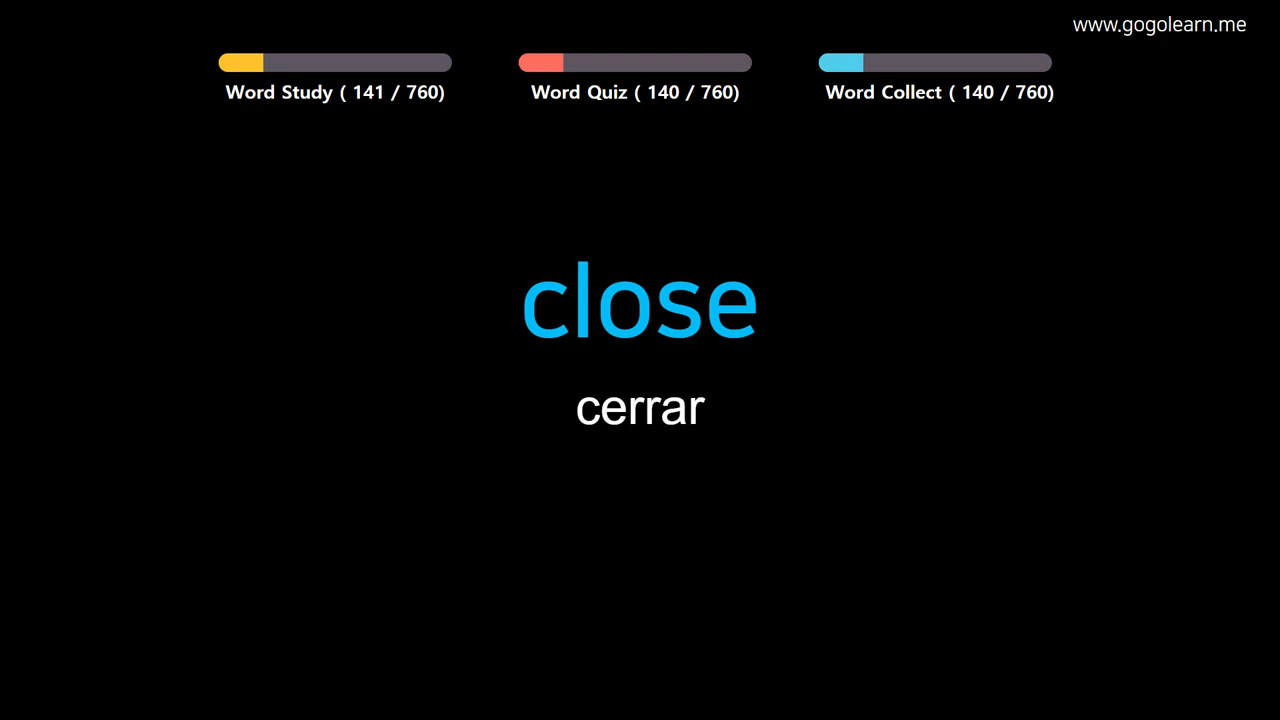 www.gogolearn.me
Word Study ( 141 / 760)
Word Quiz ( 140 / 760)
Word Collect ( 140 / 760)
close
cerrar